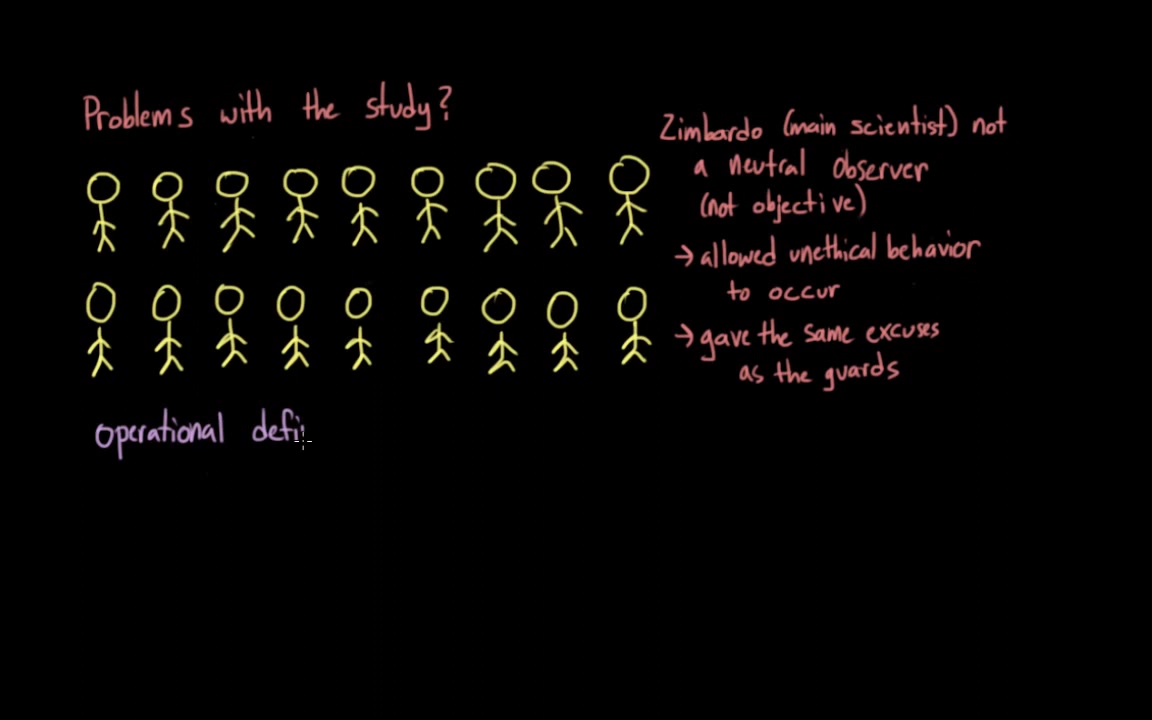 Problems with the study?
Zimbardo (main scientist) not
a neutral observer
(not objective)
→ allowed unethical behavior
to occur
→ gave the same excuses
as the guards
operational defi